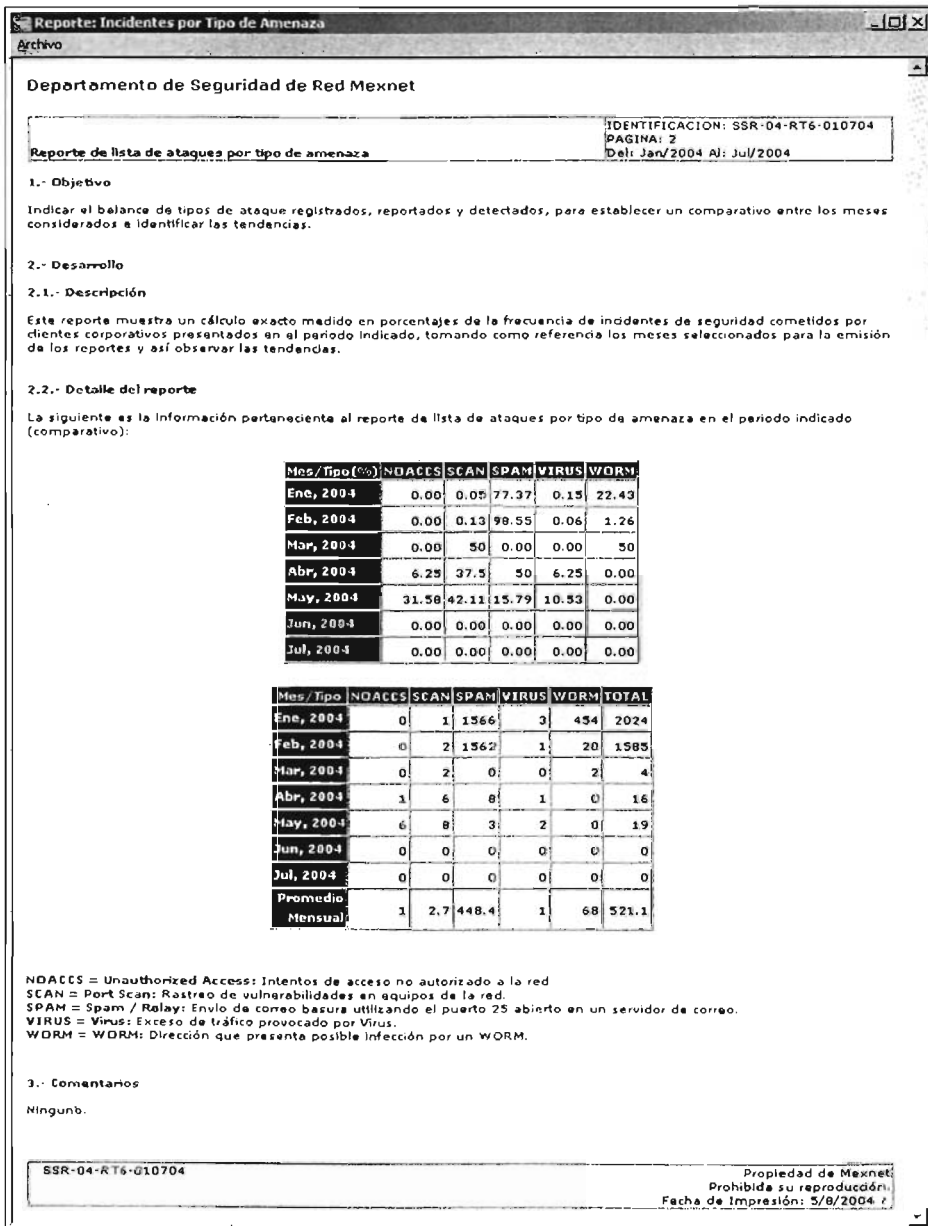 Reporte: Incidentes por Tipo de Amenaza
Archivo
Departamento de Seguridad de Red Mexnet
IDENTIFICACION: SSR-04-RT6-010704
PAGINA: 2
Reporte de lista de ataques por tipo de amenaza
Del: Jan/2004 Al: Jul/2004
1.- Objetivo
Indicar el balance de tipos de ataque registrados, reportados y detectados, para establecer un comparativo entre los meses
considerados e identificar las tendencias.
2.- Desarrollo
2.1.- Descripción
Este reporte muestra un cálculo exacto medido en porcentajes de la frecuencia de incidentes de seguridad cometidos por
clientes corporativos presentados en el periodo indicado, tomando como referencia los meses seleccionados para la emisión
de los reportes y así observar las tendencias.
2.2.- Detalle del reporte
La siguiente es la información perteneciente al reporte de lista de ataques por tipo de amenaza en el periodo indicado
(comparativo):
Mes/Tipo(%) NOACCS SCAN SPAM VIRUS WORM
Ene, 2004 0.00 0.05 77.37 0.15 22.43
Feb, 2004 0.00 0.13 98.55 0.06 1.26
Mar, 2004 0.00 50 0.00 0.00 50
Abr, 2004 6.25 37.5 50 6.25 0.00
May, 2004 31.58 42.11 15.79 10.53 0.00
Jun, 2004 0.00 0.00 0.00 0.00 0.00
Jul, 2004 0.00 0.00 0.00 0.00 0.00
Mes/Tipo NOACCS SCAN SPAM VIRUS WORM TOTAL
Ene, 2004 0 1 1566 3 454 2024
Feb, 2004 0 2 1562 1 20 1585
Mar, 2004 0 2 0 0 2 4
Abr, 2004 1 6 8 1 0 16
May, 2004 6 8 3 2 0 19
Jun, 2004 0 0 0 0 0 0
Jul, 2004 0 0 0 0 0 0
Promedio
Mensual 1 2.7 448.4 1 68 521.1
NOACCS = Unauthorized Access: Intentos de acceso no autorizado a la red
SCAN = Port Scan: Rastreo de vulnerabilidades en equipos de la red.
SPAM = Spam / Relay: Envío de correo basura utilizando el puerto 25 abierto en un servidor de correo.
VIRUS = Virus: Exceso de tráfico provocado por Virus.
WORM = WORM: Dirección que presenta posible infección por un WORM.
3.- Comentarios
Ninguno.
SSR-04-RT6-010704
Propiedad de Mexnet
Prohibida su reproducción.
Fecha de Impresión: 5/8/2004